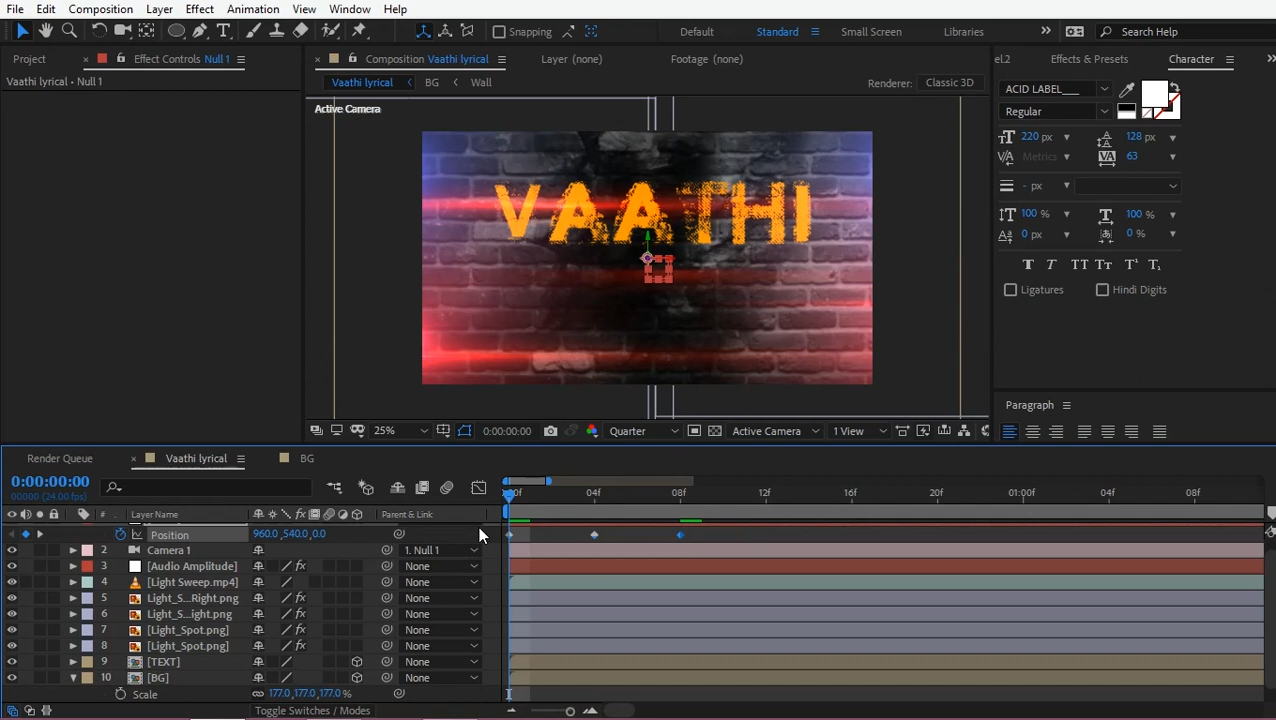 File Edit Composition Layer Effect Animation View Window Help
Snapping Default Standard Small Screen Libraries Search Help
Project Effect Controls Null 1
Vaathi lyrical • Null 1
Composition Vaathi lyrical Layer (none) Footage (none)
Vaathi lyrical BG Wall Renderer: Classic 3D
Active Camera
VAATHI
el2 Effects & Presets Character
ACID LABEL___
Regular
220 px 128 px
Metrics 63
- px
100 % 100 %
0 px 0 %
T T TT Tт T¹ T₁
Ligatures Hindi Digits
Paragraph
25% 0:00:00:00 Quarter Active Camera 1 View
Render Queue Vaathi lyrical BG
0:00:00:00
00000 (24.00 fps)
:00f 04f 08f 12f 16f 20f 01:00f 04f 08f
# Layer Name Parent & Link
Position 960.0,540.0,0.0
2 Camera 1 1. Null 1
3 [Audio Amplitude] None
4 [Light Sweep.mp4] None
5 Light_S...Right.png None
6 Light_S...ight.png None
7 [Light_Spot.png] None
8 [Light_Spot.png] None
9 [TEXT] None
10 [BG] None
Scale 177.0,177.0,177.0%
Toggle Switches / Modes